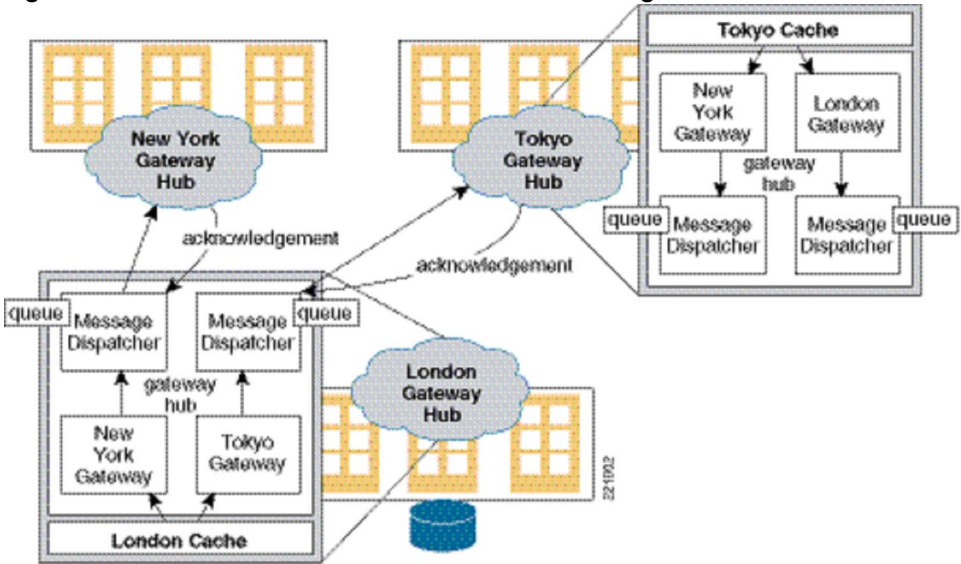 Tokyo Cache
New
York
Gateway
London
Gateway
gateway
hub
queue
Message
Dispatcher
Message
Dispatcher
queue
New York
Gateway
Hub
Tokyo
Gateway
Hub
acknowledgement
acknowledgement
queue
Message
Dispatcher
Message
Dispatcher
queue
gateway
hub
New
York
Gateway
Tokyo
Gateway
London Cache
London
Gateway
Hub